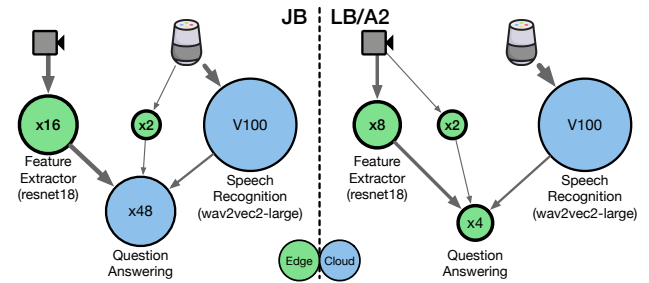 JB
LB/A2
x16
x2
V100
Feature
Extractor
(resnet18)
Speech
Recognition
(wav2vec2-large)
x48
Question
Answering
x8
x2
V100
Feature
Extractor
(resnet18)
Speech
Recognition
(wav2vec2-large)
x4
Question
Answering
Edge
Cloud